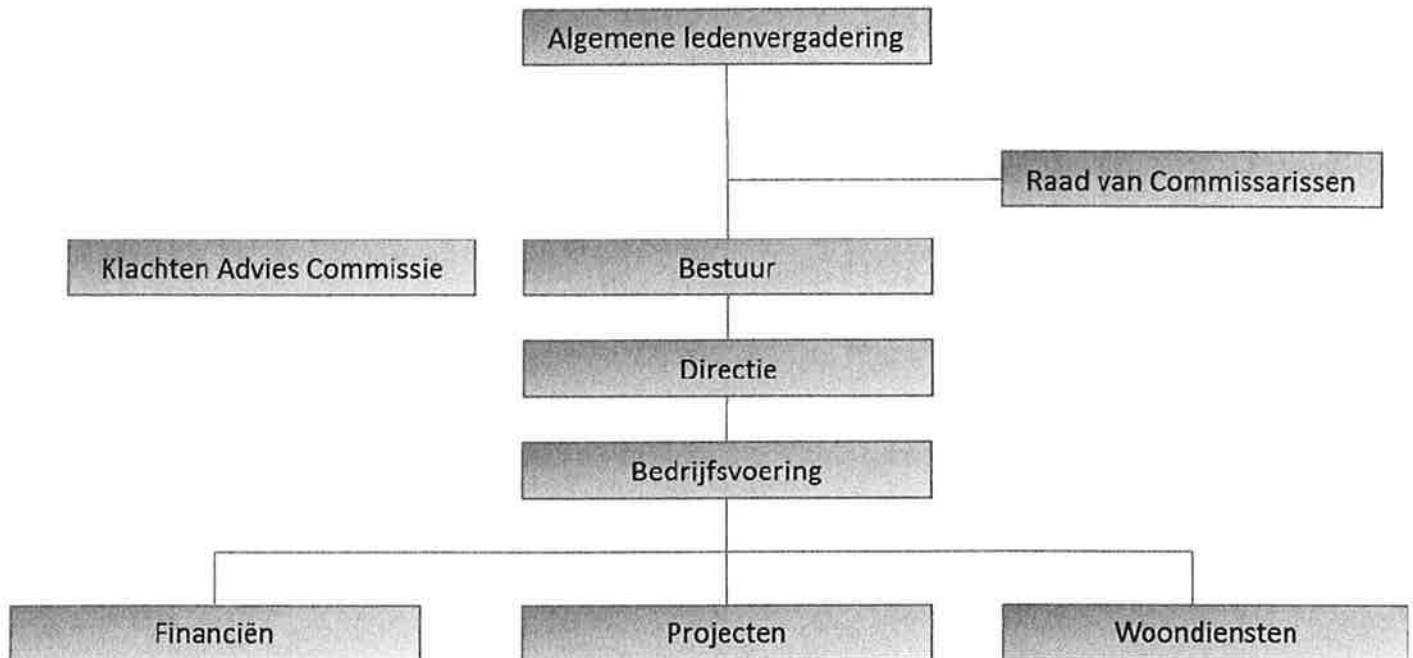 Algemene ledenvergadering
Raad van Commissarissen
Klachten Advies Commissie
Bestuur
Directie
Bedrijfsvoering
Financiën
Projecten
Woondiensten